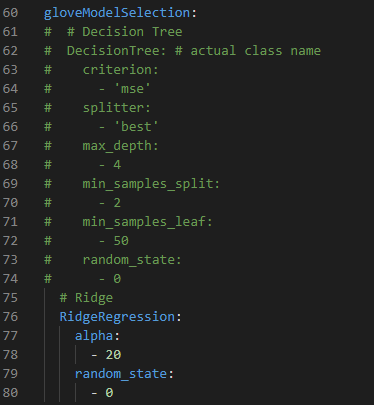 60 gloveModelSelection:
61 #  # Decision Tree
62 #  DecisionTree: # actual class name
63 #    criterion:
64 #      - 'mse'
65 #    splitter:
66 #      - 'best'
67 #    max_depth:
68 #      - 4
69 #    min_samples_split:
70 #      - 2
71 #    min_samples_leaf:
72 #      - 50
73 #    random_state:
74 #      - 0
75   # Ridge
76   RidgeRegression:
77     alpha:
78       - 20
79     random_state:
80       - 0